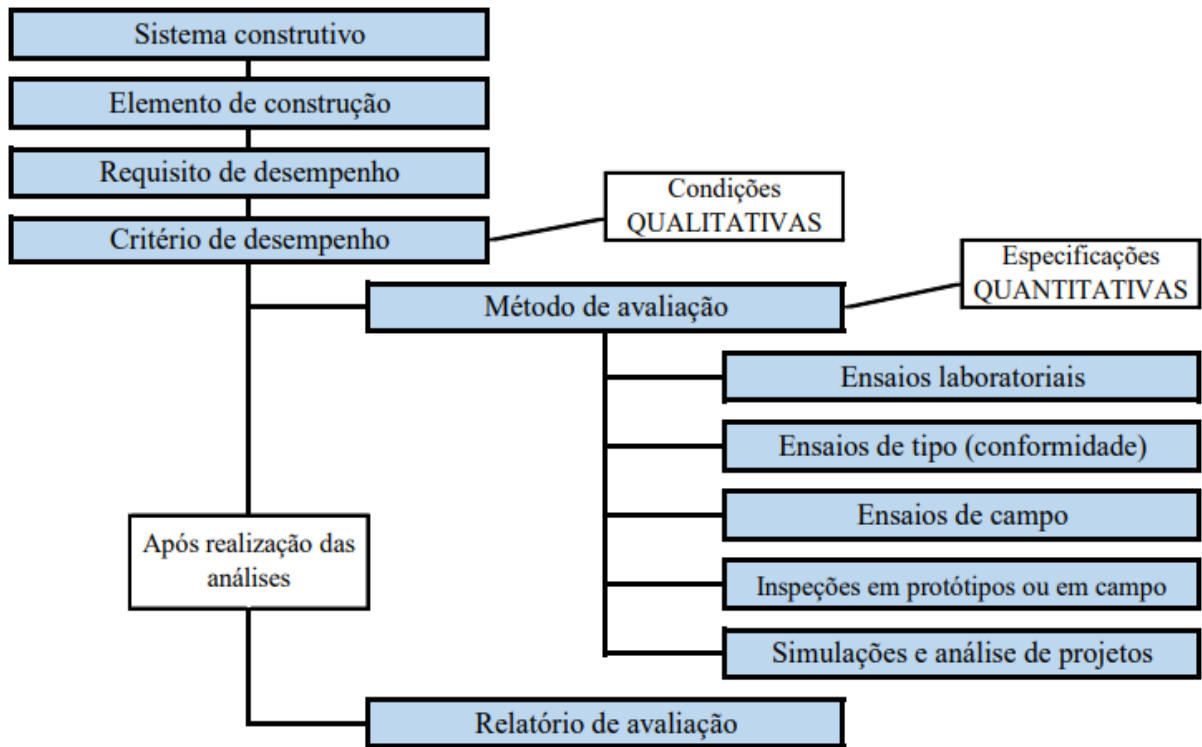 Sistema construtivo
Elemento de construção
Requisito de desempenho
Critério de desempenho
Condições
QUALITATIVAS
Especificações
QUANTITATIVAS
Método de avaliação
Ensaios laboratoriais
Ensaios de tipo (conformidade)
Ensaios de campo
Inspeções em protótipos ou em campo
Simulações e análise de projetos
Após realização das
análises
Relatório de avaliação